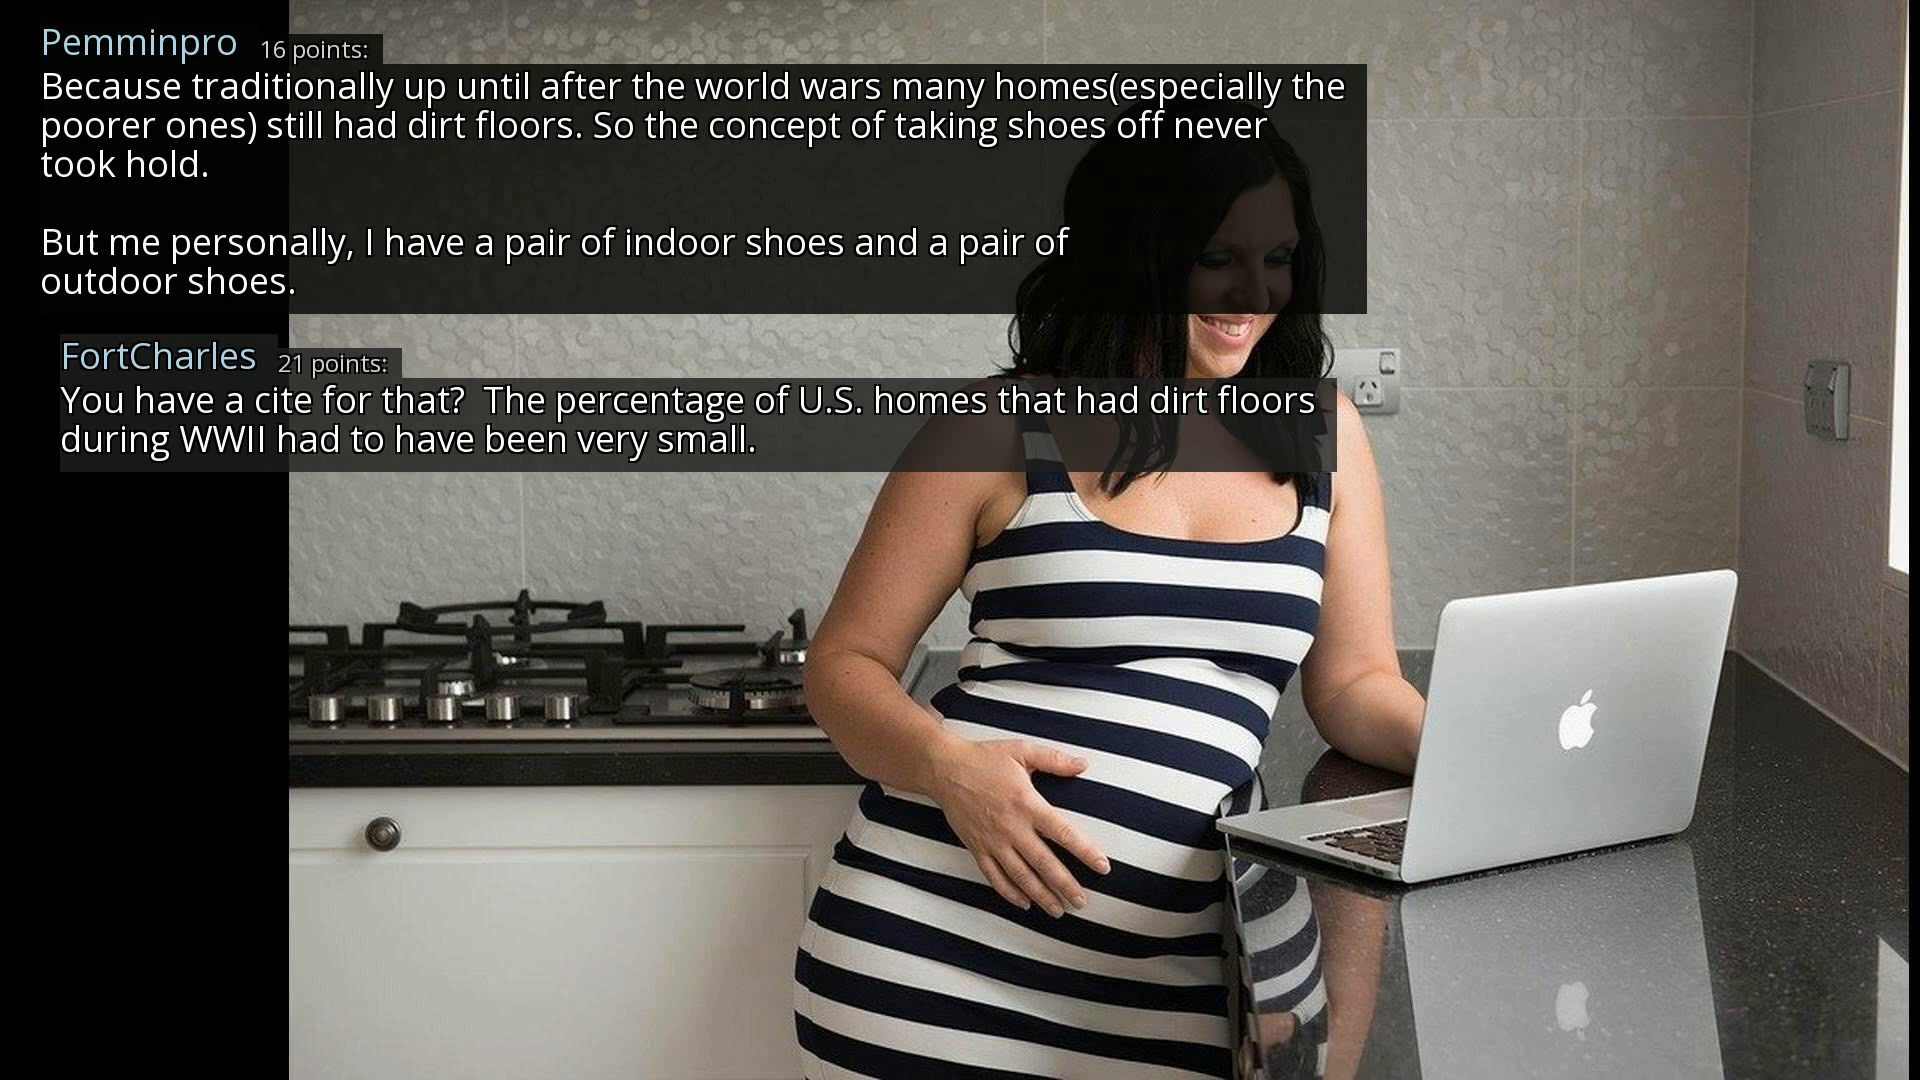 Pemminpro 16 points:
Because traditionally up until after the world wars many homes(especially the
poorer ones) still had dirt floors. So the concept of taking shoes off never
took hold.
But me personally, I have a pair of indoor shoes and a pair of
outdoor shoes.
FortCharles 21 points:
You have a cite for that?  The percentage of U.S. homes that had dirt floors
during WWII had to have been very small.